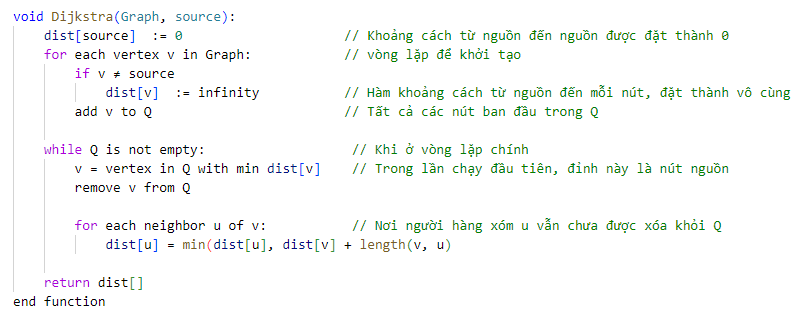 void Dijkstra(Graph, source):
    dist[source]  := 0                     // Khoảng cách từ nguồn đến nguồn được đặt thành 0
    for each vertex v in Graph:            // vòng lặp để khởi tạo
        if v ≠ source
            dist[v]  := infinity           // Hàm khoảng cách từ nguồn đến mỗi nút, đặt thành vô cùng
        add v to Q                         // Tất cả các nút ban đầu trong Q
    while Q is not empty:                   // Khi ở vòng lặp chính
        v = vertex in Q with min dist[v]    // Trong lần chạy đầu tiên, đỉnh này là nút nguồn
        remove v from Q
        for each neighbor u of v:           // Nơi người hàng xóm u vẫn chưa được xóa khỏi Q
            dist[u] = min(dist[u], dist[v] + length(v, u)
    return dist[]
end function